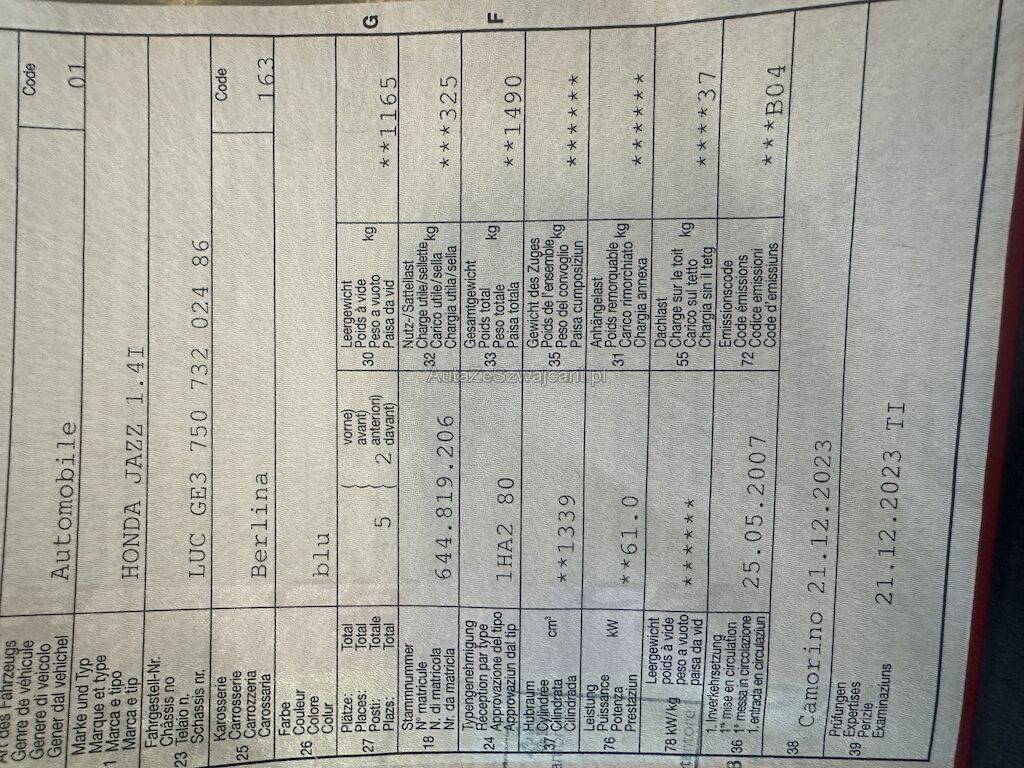 Art des Fahrzeugs
Genre de véhicule
Genere di veicolo
Gener dal vehichel
Automobile
Code
01
Marke und Typ
Marque et type
1 Marca e tipo
Marca e tip
HONDA JAZZ 1.4I
Fahrgestell-Nr.
Châssis no
23 Telaio n.
Schassis nr.
LUC GE3 750 732 024 86
Karosserie
Carrosserie
25 Carrozzeria
Carossaria
Berlina
Code
163
Farbe
26 Couleur
Colore
Colur
blu
Plätze: Total
Places: Total
27 Posti: Totale
Plazs: Total
5
vorne)
avant)
anteriori)
davant)
2
Leergewicht
Poids à vide
30 Peso a vuoto kg
Paisa da vid
**1165
G
Stammnummer
N° matricule
18 N. di matricola
Nr. da matricla
644.819.206
Nutz-/Sattellast
Charge utile/sellette kg
32 Carico utile/sella
Chargia utila/sella
***325
Typengenehmigung
Réception par type
24 Approvazione del tipo
Approvaziun dal tip
1HA2 80
Gesamtgewicht
Poids total
33 Peso totale kg
Paisa totala
**1490
F
Hubraum
37 Cylindrée cm³
Cilindrata
Cilindrada
**1339
Gewicht des Zuges
Poids de l'ensemble kg
35 Peso del convoglio
Paisa cumposiziun
******
Leistung
Puissance kW
76 Potenza
Prestaziun
**61.0
Anhängelast
Poids remorquable kg
31 Carico rimorchiato
Chargia annexa
******
Leergewicht
poids à vide
78 kW/kg peso a vuoto
paisa da vid
******
Dachlast
Charge sur le toit
55 Carico sul tetto kg
Chargia sin il tetg
*****37
1. Inverkehrsetzung
1re mise en circulation
B 36 1a messa in circolazione
1. entrada en circulaziun
25.05.2007
Emissionscode
Code émissions
72 Codice emissioni
Code d'emissiuns
***B04
38
Camorino 21.12.2023
Prüfungen
Expertises
39 Perizie
Examinaziuns
21.12.2023 TI
AutaZeSzwajcarii.pl